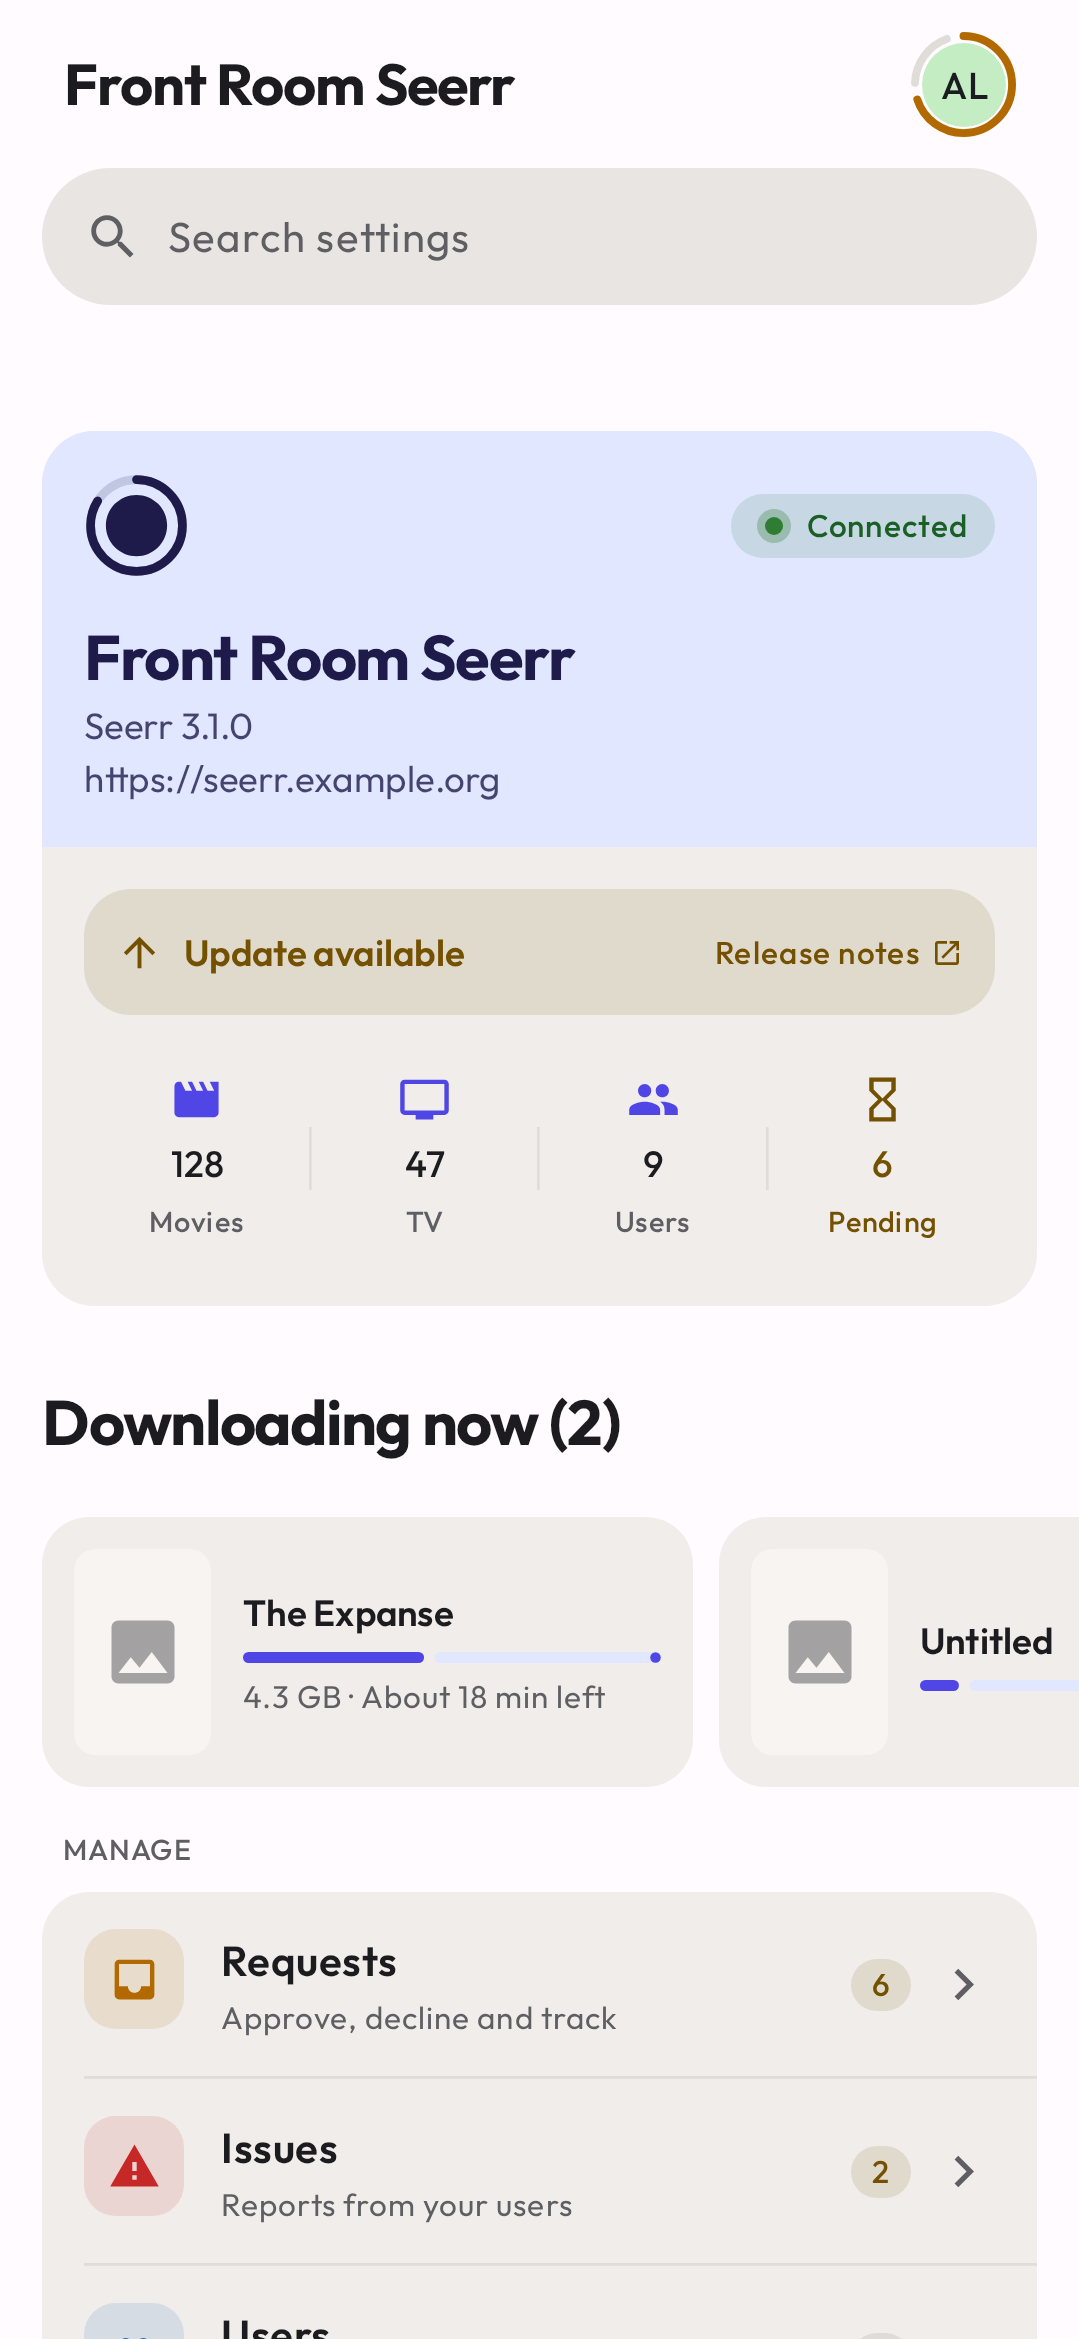 Front Room Seerr
AL
Search settings
Connected
Front Room Seerr
Seerr 3.1.0
https://seerr.example.org
Update available
Release notes
128
Movies
47
TV
9
Users
6
Pending
Downloading now (2)
The Expanse
4.3 GB · About 18 min left
Untitled
MANAGE
Requests
Approve, decline and track
6
Issues
Reports from your users
2
Users